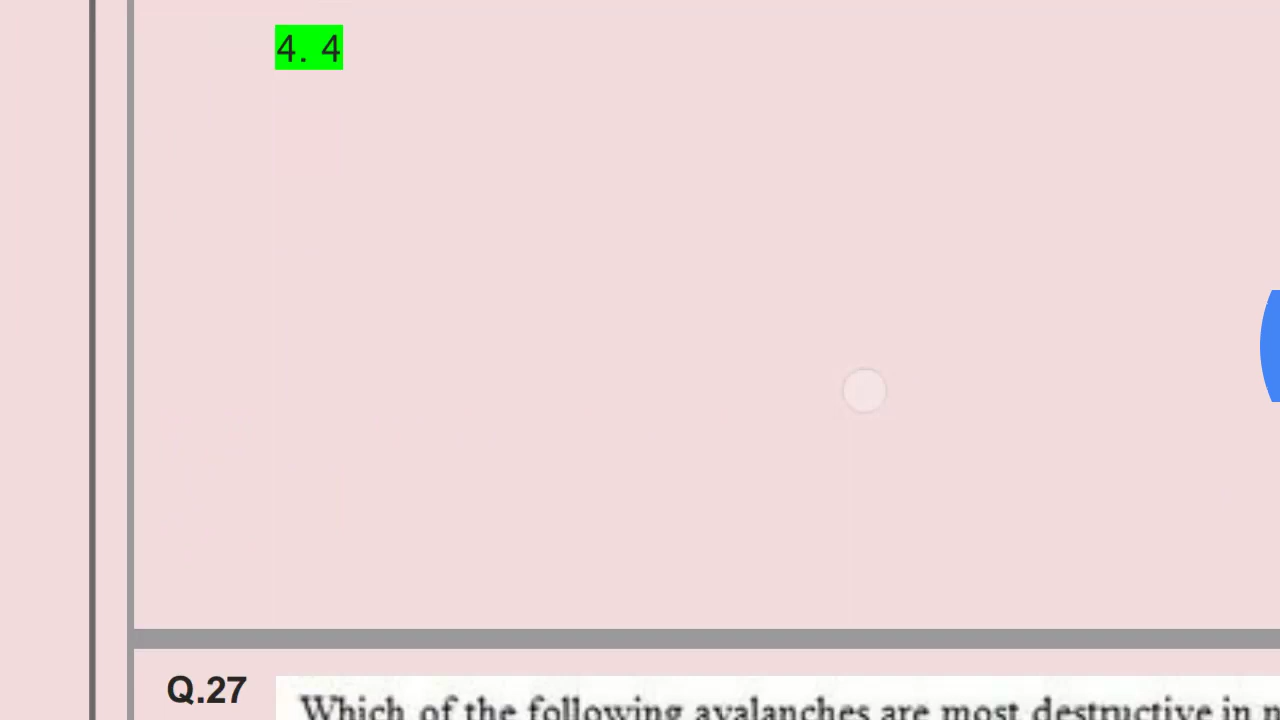 4. 4
Q.27
Which of the following avalanches are most destructive in